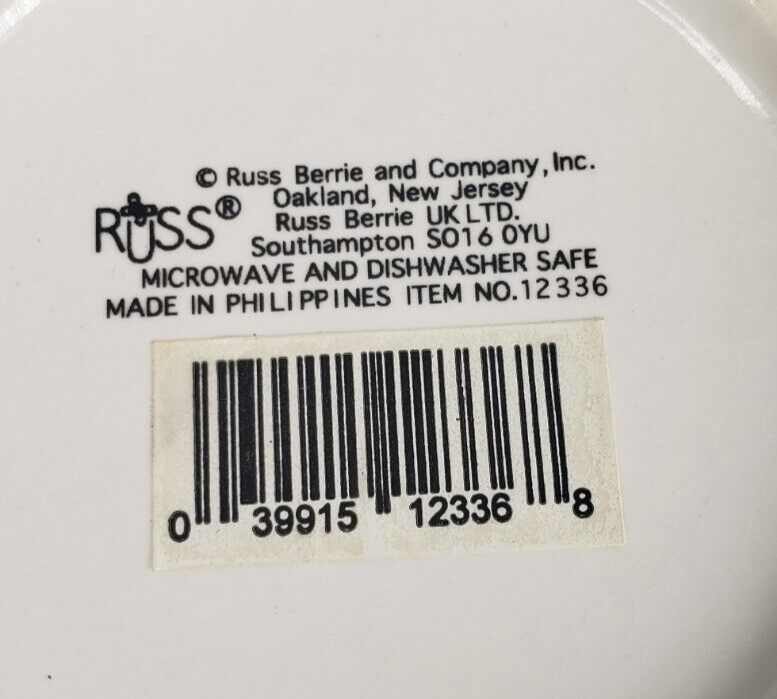 © Russ Berrie and Company, Inc.
Oakland, New Jersey
RUSS®
Russ Berrie UK LTD.
Southampton SO16 0YU
MICROWAVE AND DISHWASHER SAFE
MADE IN PHILIPPINES ITEM NO.12336
0 39915 12336 8